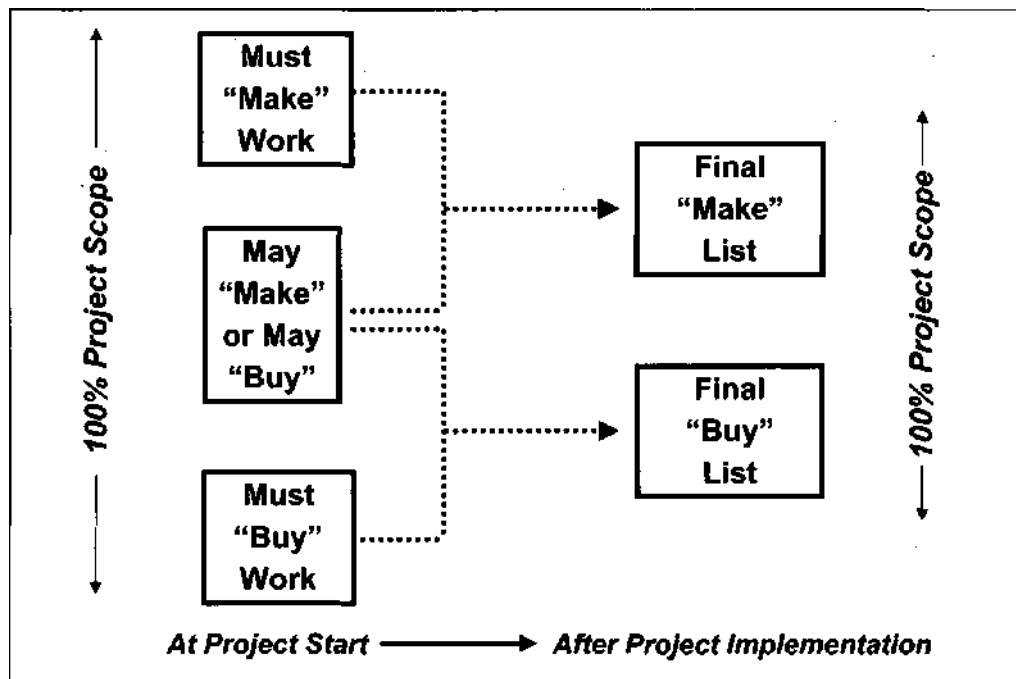 100% Project Scope
Must
“Make”
Work
May
“Make”
or May
“Buy”
Must
“Buy”
Work
Final
“Make”
List
Final
“Buy”
List
100% Project Scope
At Project Start
After Project Implementation